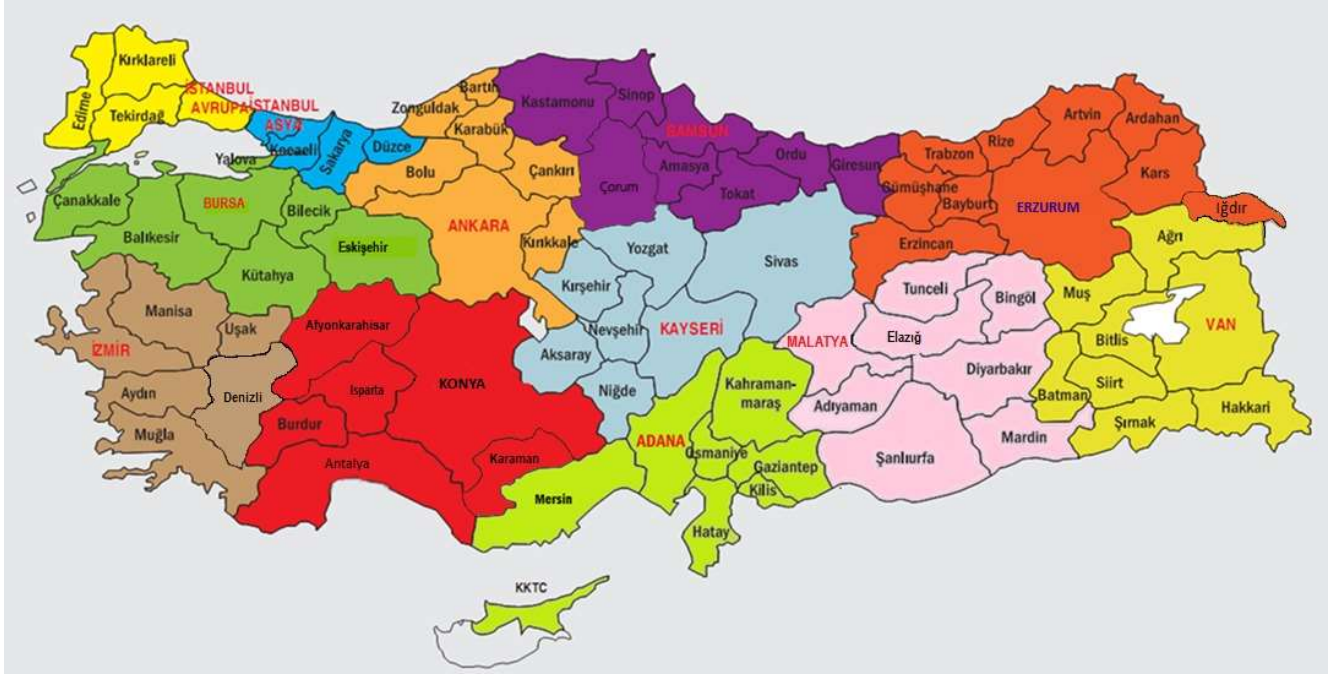 Kırklareli
Edirne
Tekirdağ
İSTANBUL
AVRUPA
İSTANBUL
ASYA
Kocaeli
Sakarya
Düzce
Yalova
Zonguldak
Bartın
Karabük
Bolu
Çankırı
ANKARA
Kırıkkale
Kastamonu
Sinop
SAMSUN
Çorum
Amasya
Tokat
Ordu
Giresun
Trabzon
Rize
Artvin
Ardahan
Kars
Gümüşhane
Bayburt
ERZURUM
Iğdır
Erzincan
Çanakkale
BURSA
Bilecik
Balıkesir
Eskişehir
Kütahya
Yozgat
Sivas
Kırşehir
Nevşehir
KAYSERİ
Aksaray
Niğde
Ağrı
Muş
VAN
Bitlis
Siirt
Batman
Şırnak
Hakkari
Tunceli
Bingöl
MALATYA
Elazığ
Diyarbakır
Adıyaman
Şanlıurfa
Mardin
Manisa
Uşak
İZMİR
Aydın
Denizli
Muğla
Afyonkarahisar
Isparta
KONYA
Burdur
Antalya
Karaman
Kahraman-
maraş
ADANA
Osmaniye
Gaziantep
Kilis
Mersin
Hatay
KKTC